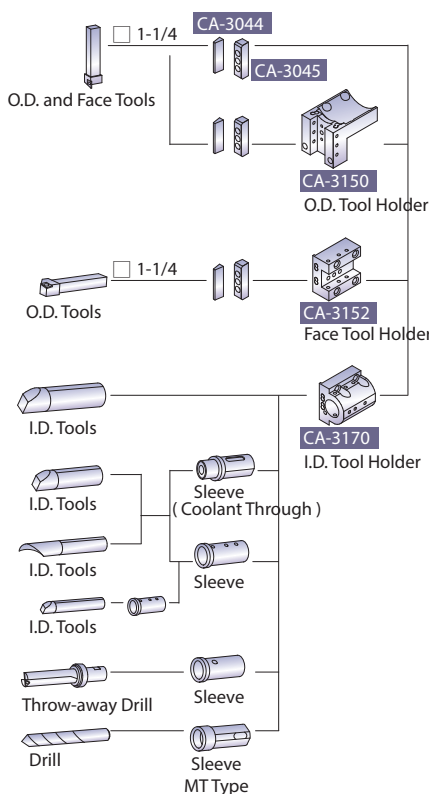 CA-3044
□ 1-1/4
CA-3045
O.D. and Face Tools
CA-3150
O.D. Tool Holder
□ 1-1/4
O.D. Tools
CA-3152
Face Tool Holder
I.D. Tools
CA-3170
I.D. Tool Holder
I.D. Tools
Sleeve
( Coolant Through )
I.D. Tools
Sleeve
I.D. Tools
Throw-away Drill
Sleeve
Drill
Sleeve
MT Type